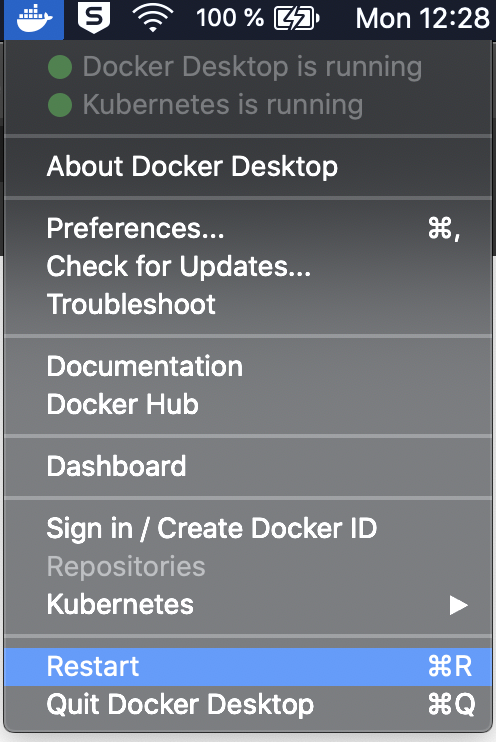 S 100 % Mon 12:28
Docker Desktop is running
Kubernetes is running
About Docker Desktop
Preferences... ⌘,
Check for Updates...
Troubleshoot
Documentation
Docker Hub
Dashboard
Sign in / Create Docker ID
Repositories
Kubernetes ▶
Restart ⌘R
Quit Docker Desktop ⌘Q